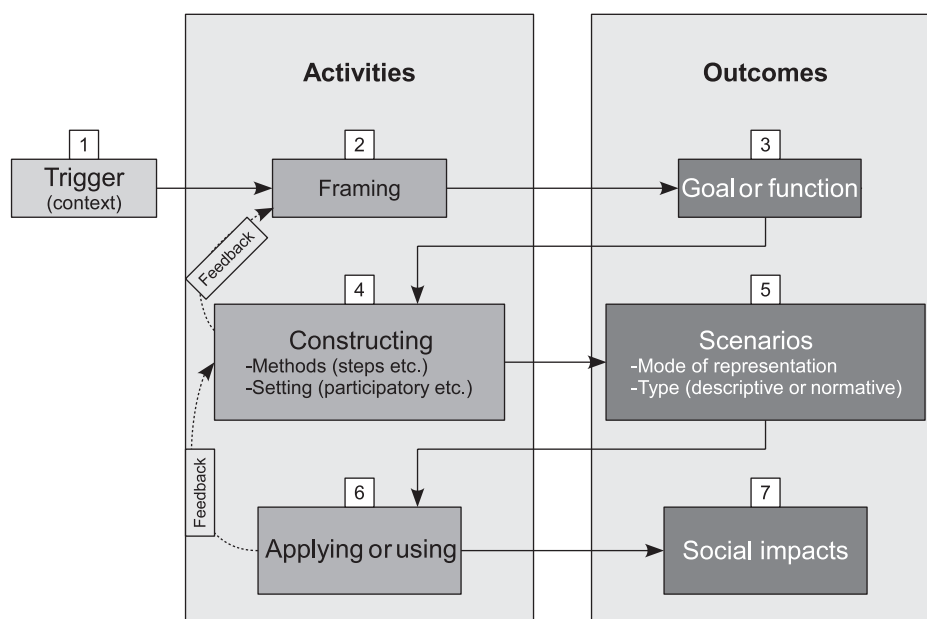 Activities
Outcomes
1
Trigger
(context)
2
Framing
3
Goal or function
Feedback
4
Constructing
-Methods (steps etc.)
-Setting (participatory etc.)
5
Scenarios
-Mode of representation
-Type (descriptive or normative)
Feedback
6
Applying or using
7
Social impacts